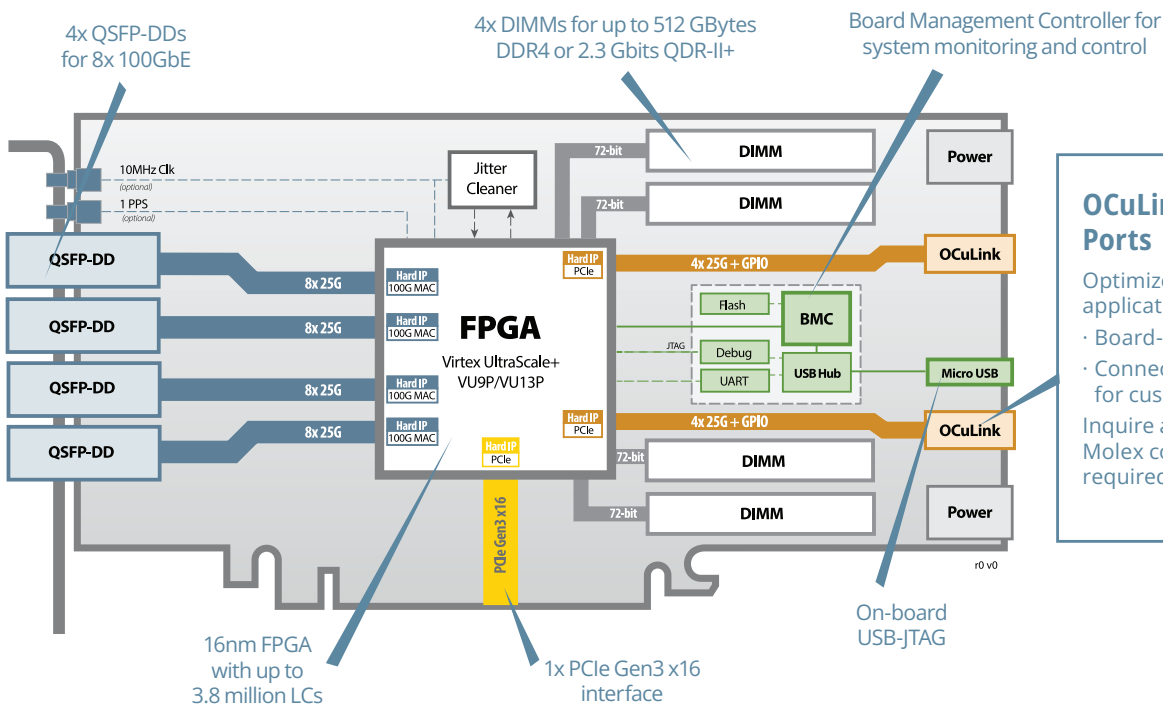 4x QSFP-DDs
for 8x 100GbE
4x DIMMs for up to 512 GBytes
DDR4 or 2.3 Gbits QDR-II+
Board Management Controller for
system monitoring and control
10MHz Clk
(optional)
1 PPS
(optional)
Jitter
Cleaner
72-bit
DIMM
72-bit
DIMM
Power
QSFP-DD
8x 25G
QSFP-DD
8x 25G
QSFP-DD
8x 25G
QSFP-DD
8x 25G
Hard IP
100G MAC
Hard IP
100G MAC
Hard IP
100G MAC
Hard IP
100G MAC
FPGA
Virtex UltraScale+
VU9P/VU13P
Hard IP
PCIe
Hard IP
PCIe
Hard IP
PCIe
4x 25G + GPIO
OCuLink
Flash
BMC
JTAG
Debug
UART
USB Hub
Micro USB
4x 25G + GPIO
OCuLink
72-bit
DIMM
72-bit
DIMM
Power
PCIe Gen3 x16
r0 v0
OCuLin
Ports
Optimize
applicat
· Board-
· Connec
for cus
Inquire a
Molex co
required
16nm FPGA
with up to
3.8 million LCs
1x PCIe Gen3 x16
interface
On-board
USB-JTAG